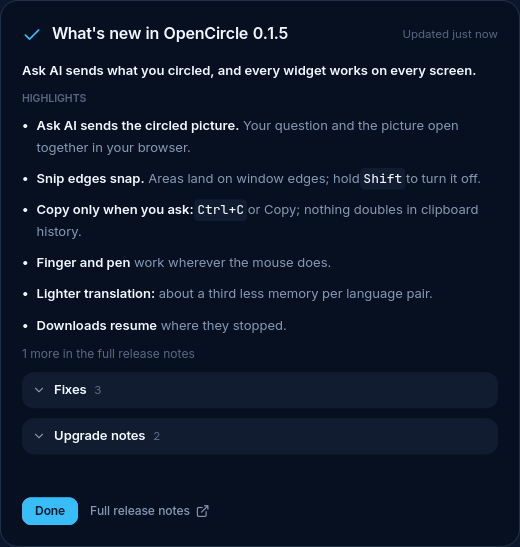 What's new in OpenCircle 0.1.5
Updated just now
Ask AI sends what you circled, and every widget works on every screen.
HIGHLIGHTS
• Ask AI sends the circled picture. Your question and the picture open
together in your browser.
• Snip edges snap. Areas land on window edges; hold Shift to turn it off.
• Copy only when you ask: Ctrl+C or Copy; nothing doubles in clipboard
history.
• Finger and pen work wherever the mouse does.
• Lighter translation: about a third less memory per language pair.
• Downloads resume where they stopped.
1 more in the full release notes
Fixes 3
Upgrade notes 2
Done
Full release notes